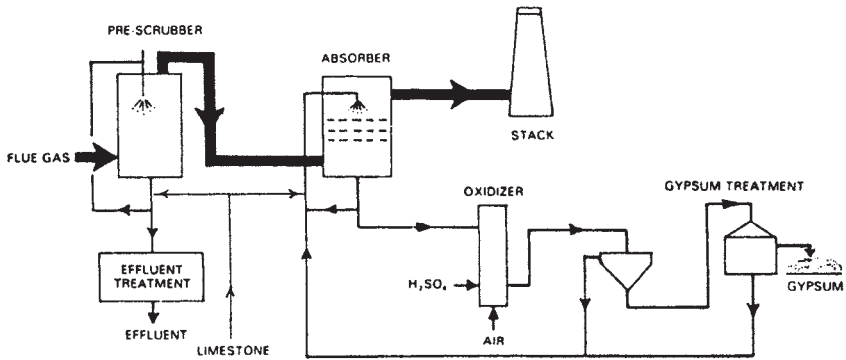 PRE-SCRUBBER
ABSORBER
STACK
FLUE GAS
OXIDIZER
GYPSUM TREATMENT
EFFLUENT
TREATMENT
H₂SO₄
GYPSUM
EFFLUENT
LIMESTONE
AIR